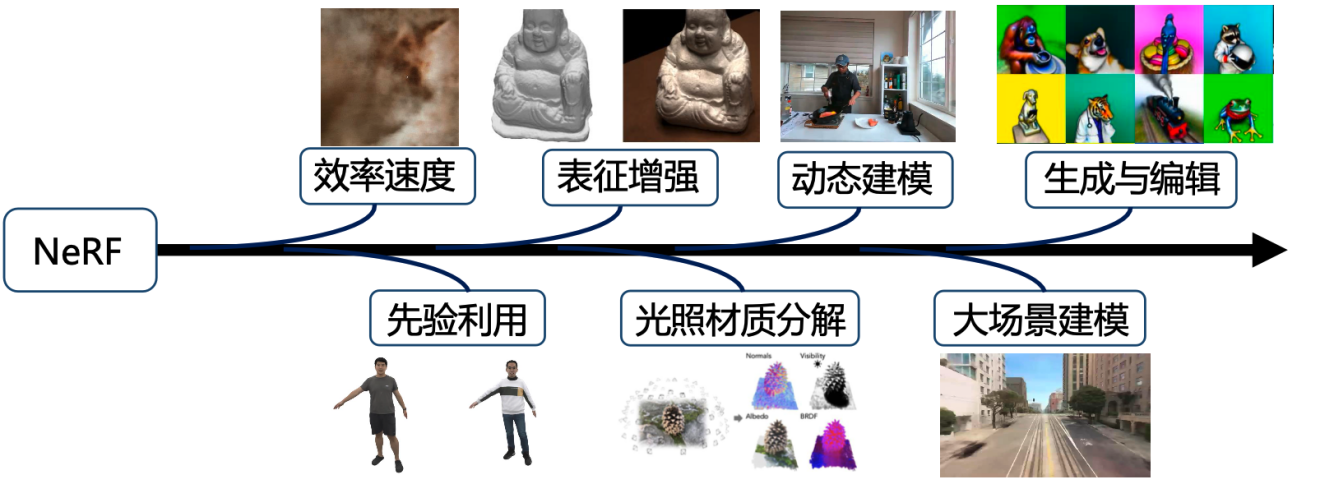 效率速度
表征增强
动态建模
生成与编辑
NeRF
先验利用
光照材质分解
大场景建模
Normals
Visibility
Albedo
BRDF